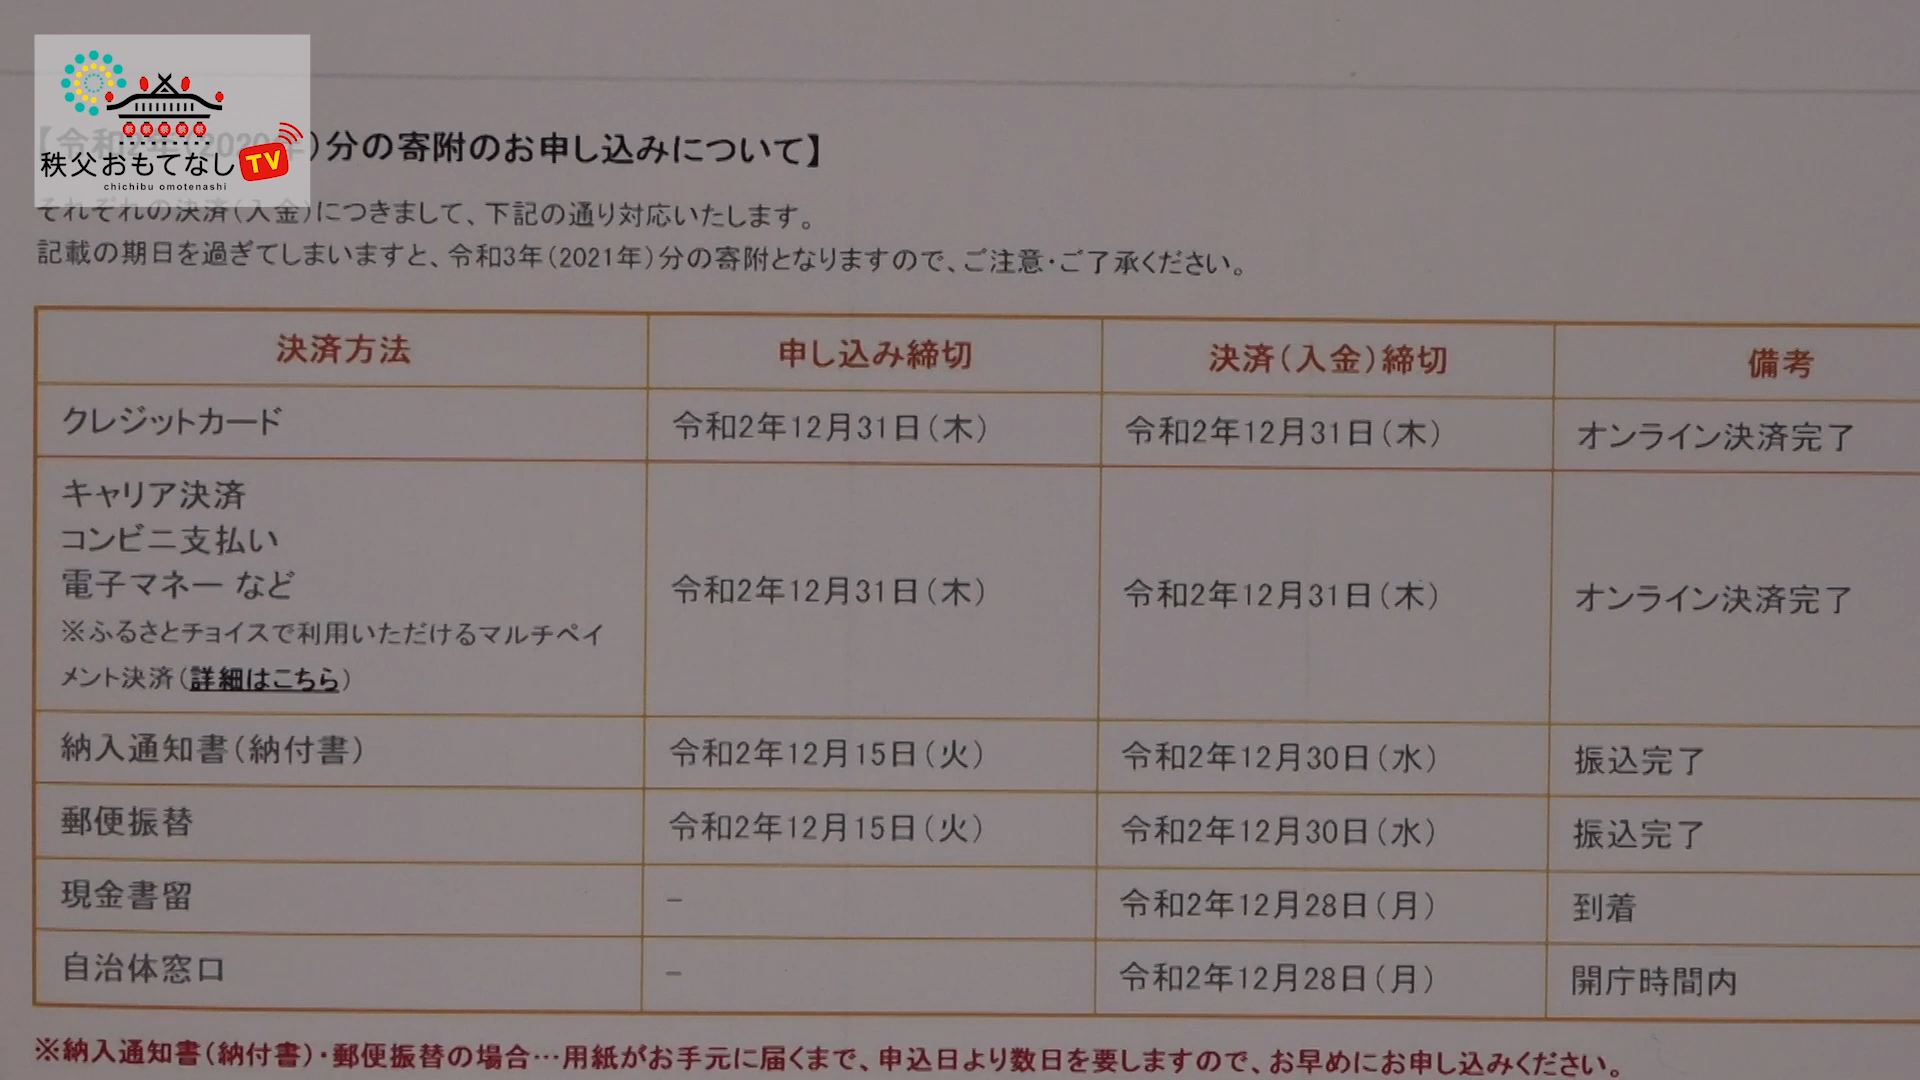 秩父おもてなしTV
chichibu omotenashi
【令和2年(2020年)分の寄附のお申し込みについて】
それぞれの決済(入金)につきまして、下記の通り対応いたします。
記載の期日を過ぎてしまいますと、令和3年(2021年)分の寄附となりますので、ご注意・ご了承ください。
決済方法 申し込み締切 決済(入金)締切 備考
クレジットカード 令和2年12月31日(木) 令和2年12月31日(木) オンライン決済完了
キャリア決済
コンビニ支払い
電子マネー など
※ふるさとチョイスで利用いただけるマルチペイ
メント決済(詳細はこちら)
令和2年12月31日(木) 令和2年12月31日(木) オンライン決済完了
納入通知書(納付書) 令和2年12月15日(火) 令和2年12月30日(水) 振込完了
郵便振替 令和2年12月15日(火) 令和2年12月30日(水) 振込完了
現金書留 － 令和2年12月28日(月) 到着
自治体窓口 － 令和2年12月28日(月) 開庁時間内
※納入通知書(納付書)・郵便振替の場合…用紙がお手元に届くまで、申込日より数日を要しますので、お早めにお申し込みください。